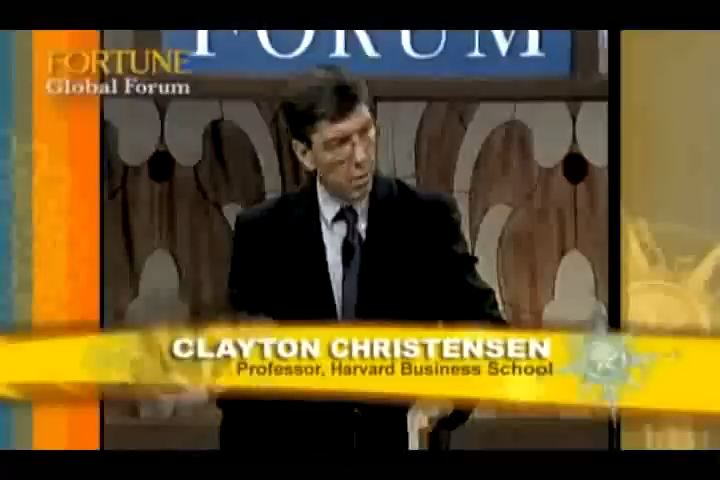 FORUM
FORTUNE
Global Forum
CLAYTON CHRISTENSEN
Professor, Harvard Business School